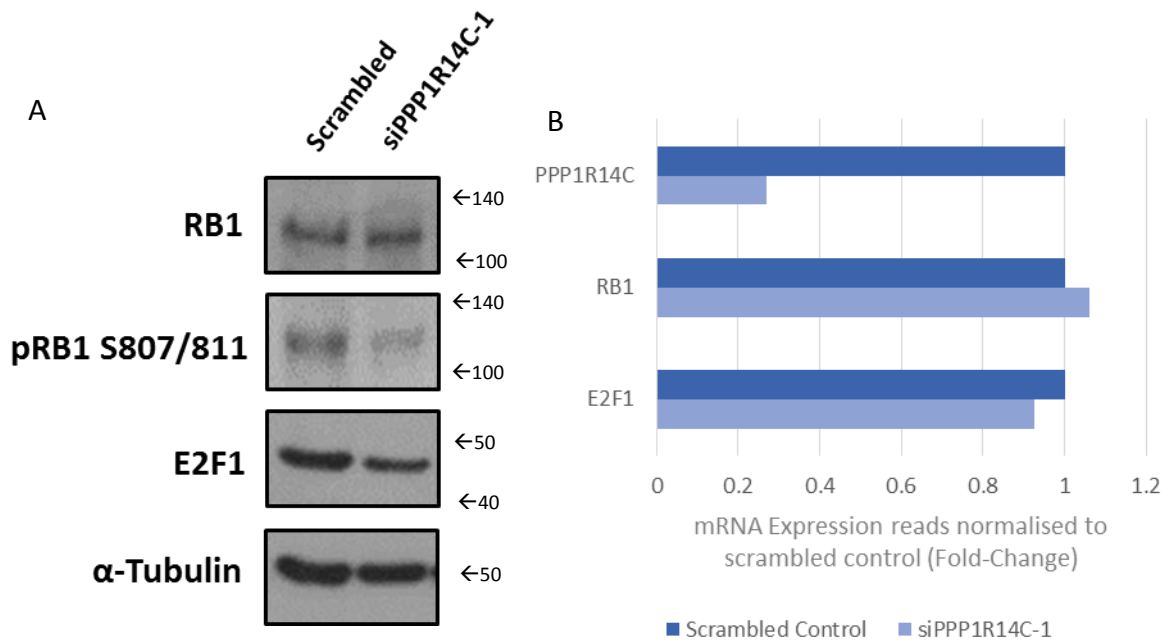 A
Scrambled
siPPP1R14C-1
RB1
←140
←100
pRB1 S807/811
←140
←100
E2F1
←50
←40
α-Tubulin
←50
B
PPP1R14C
RB1
E2F1
0 0.2 0.4 0.6 0.8 1 1.2
mRNA Expression reads normalised to
scrambled control (Fold-Change)
Scrambled Control siPPP1R14C-1